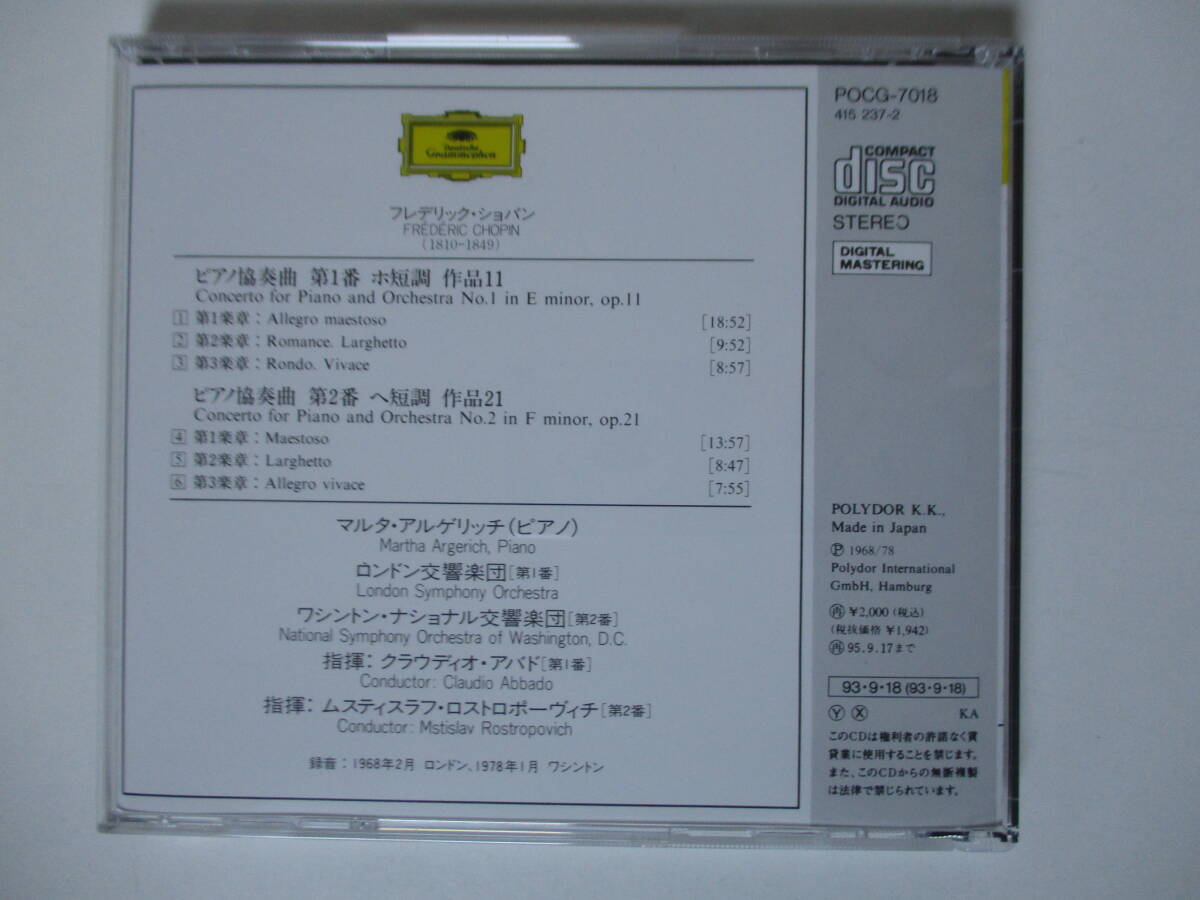 Deutsche
Grammophon
フレデリック・ショパン
FRÉDÉRIC CHOPIN
(1810-1849)
ピアノ協奏曲 第1番 ホ短調 作品11
Concerto for Piano and Orchestra No.1 in E minor, op.11
1 第1楽章：Allegro maestoso [18:52]
2 第2楽章：Romance. Larghetto [9:52]
3 第3楽章：Rondo. Vivace [8:57]
ピアノ協奏曲 第2番 ヘ短調 作品21
Concerto for Piano and Orchestra No.2 in F minor, op.21
4 第1楽章：Maestoso [13:57]
5 第2楽章：Larghetto [8:47]
6 第3楽章：Allegro vivace [7:55]
マルタ・アルゲリッチ(ピアノ)
Martha Argerich, Piano
ロンドン交響楽団[第1番]
London Symphony Orchestra
ワシントン・ナショナル交響楽団[第2番]
National Symphony Orchestra of Washington, D.C.
指揮：クラウディオ・アバド[第1番]
Conductor: Claudio Abbado
指揮：ムスティスラフ・ロストロポーヴィチ[第2番]
Conductor: Mstislav Rostropovich
録音：1968年2月 ロンドン、1978年1月 ワシントン
POCG-7018
415 237-2
COMPACT
disc
DIGITAL AUDIO
STEREO
DIGITAL
MASTERING
POLYDOR K.K.,
Made in Japan
Ⓟ 1968/78
Polydor International
GmbH, Hamburg
㊢ ¥2,000 (税込)
(税抜価格 ¥1,942)
㊢ 95.9.17まで
93・9・18 (93・9・18)
Ⓨ Ⓧ KA
このCDは権利者の許諾なく賃
貸業に使用することを禁じます。
また、このCDからの無断複製
は法律で禁じられています。